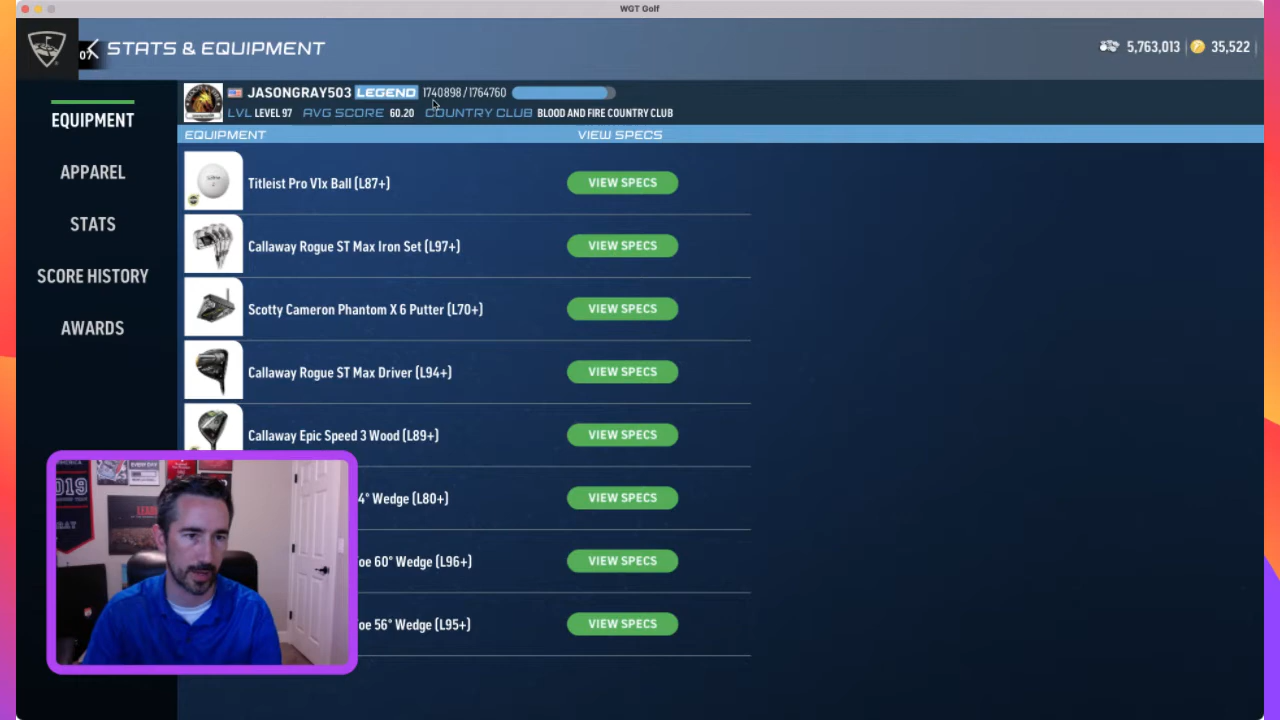 WGT Golf
STATS & EQUIPMENT
5,763,013
35,522
JASONGRAY503 LEGEND 1740898/1764760
LVL LEVEL 97 AVG SCORE 60.20 COUNTRY CLUB BLOOD AND FIRE COUNTRY CLUB
EQUIPMENT
APPAREL
STATS
SCORE HISTORY
AWARDS
EQUIPMENT VIEW SPECS
Titleist Pro V1x Ball (L87+) VIEW SPECS
Callaway Rogue ST Max Iron Set (L97+) VIEW SPECS
Scotty Cameron Phantom X 6 Putter (L70+) VIEW SPECS
Callaway Rogue ST Max Driver (L94+) VIEW SPECS
Callaway Epic Speed 3 Wood (L89+) VIEW SPECS
4° Wedge (L80+) VIEW SPECS
oe 60° Wedge (L96+) VIEW SPECS
oe 56° Wedge (L95+) VIEW SPECS
019